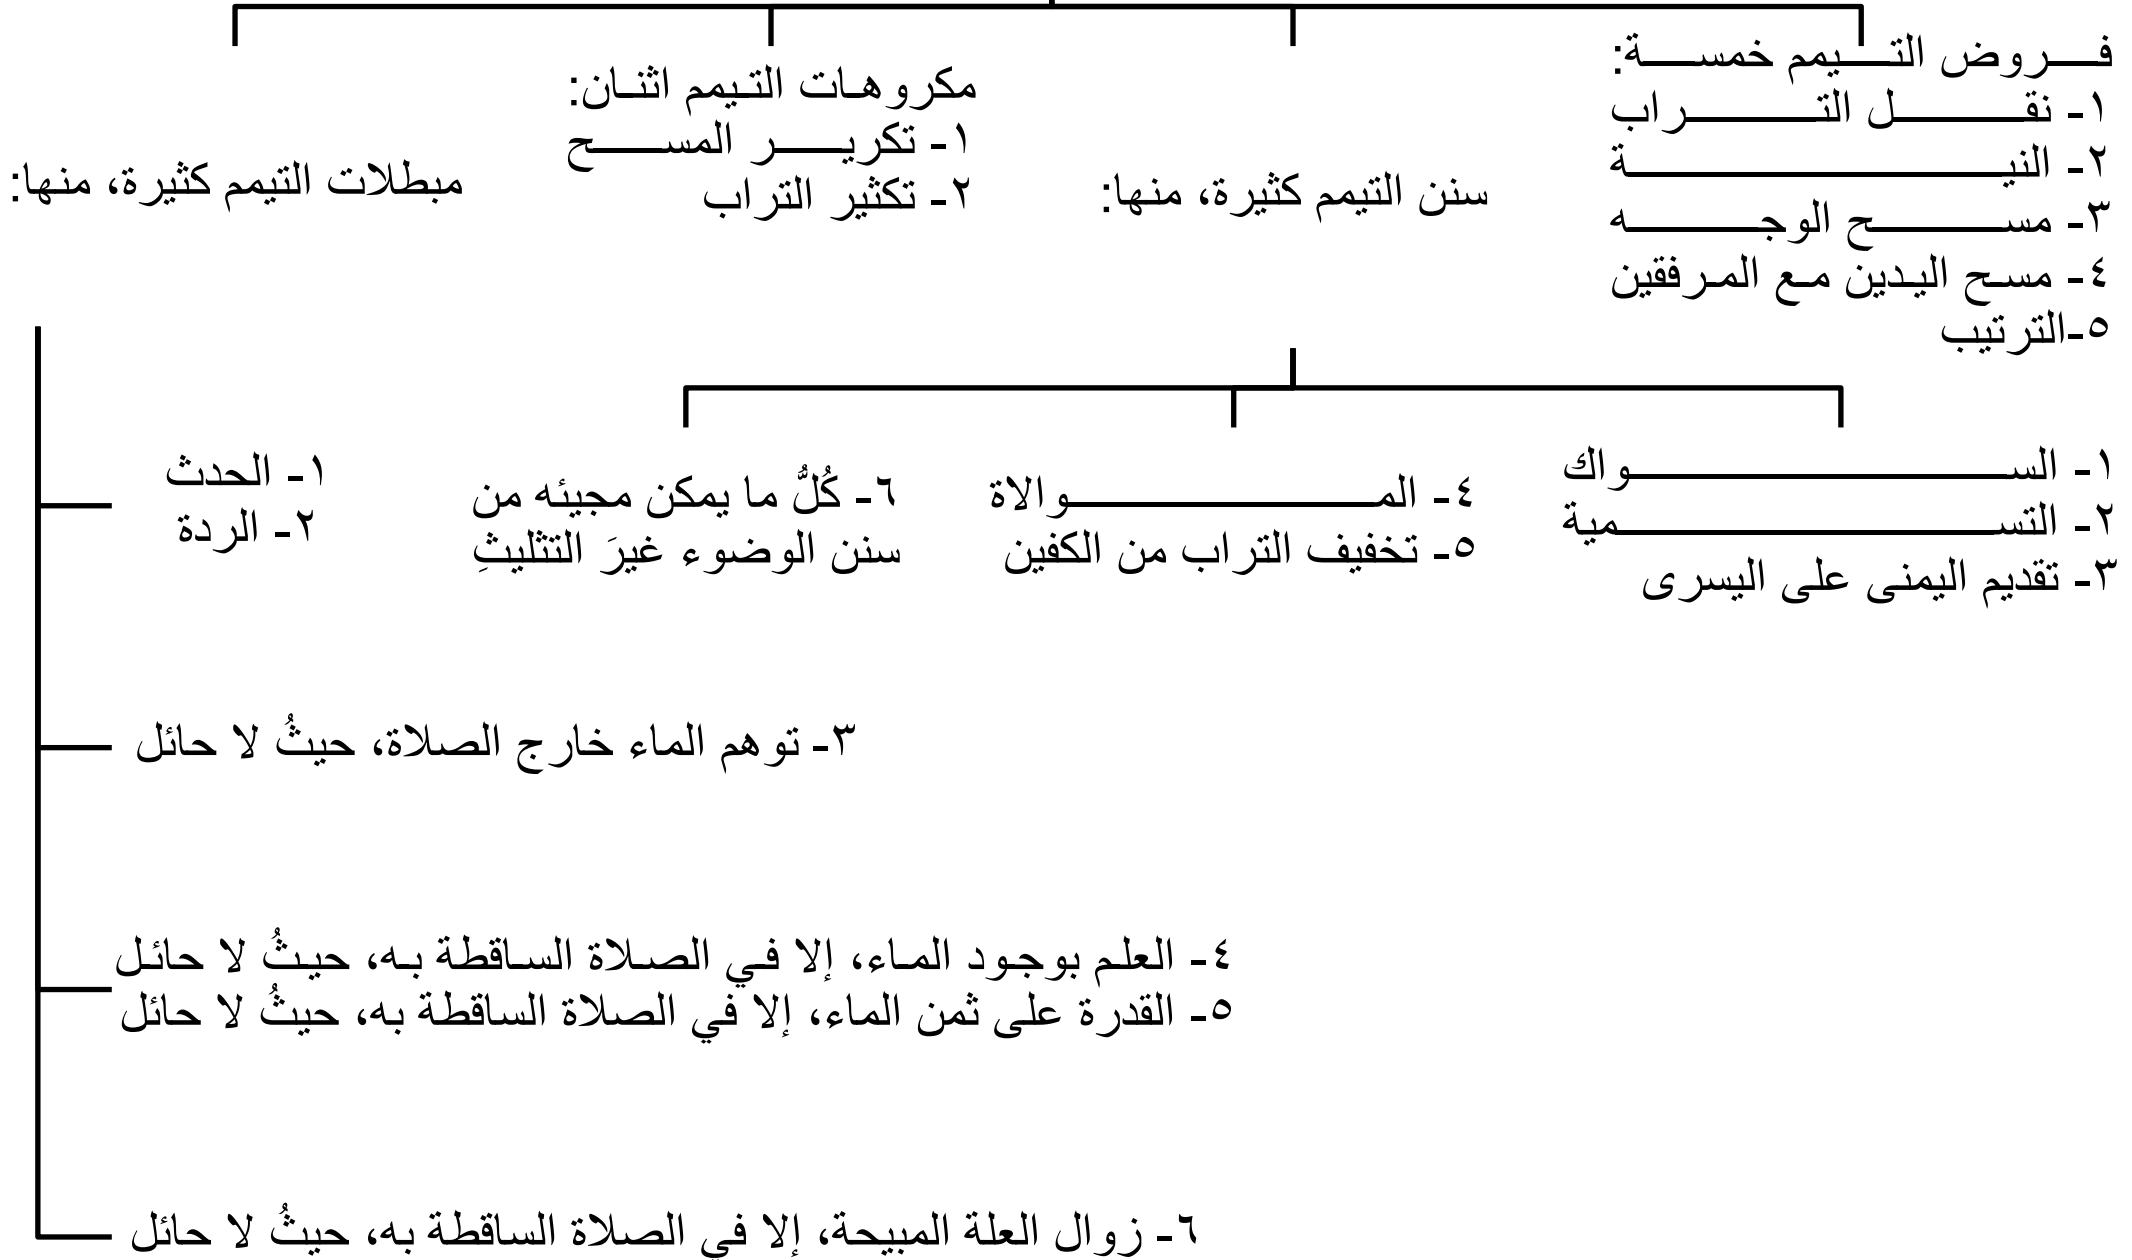 فروض التيمم خمسة:
١- نقل التراب
٢- النية
٣- مسح الوجه
٤- مسح اليدين مع المرفقين
٥-الترتيب
سنن التيمم كثيرة، منها:
مكروهات التيمم اثنان:
١- تكرير المسح
٢- تكثير التراب
مبطلات التيمم كثيرة، منها:
١- السواك
٢- التسمية
٣- تقديم اليمنى على اليسرى
٤- الموالاة
٥- تخفيف التراب من الكفين
٦- كُلُّ ما يمكن مجيئه من
سنن الوضوء غيرَ التثليثِ
١- الحدث
٢- الردة
٣- توهم الماء خارج الصلاة، حيثُ لا حائل
٤- العلم بوجود الماء، إلا في الصلاة الساقطة به، حيثُ لا حائل
٥- القدرة على ثمن الماء، إلا في الصلاة الساقطة به، حيثُ لا حائل
٦- زوال العلة المبيحة، إلا في الصلاة الساقطة به، حيثُ لا حائل